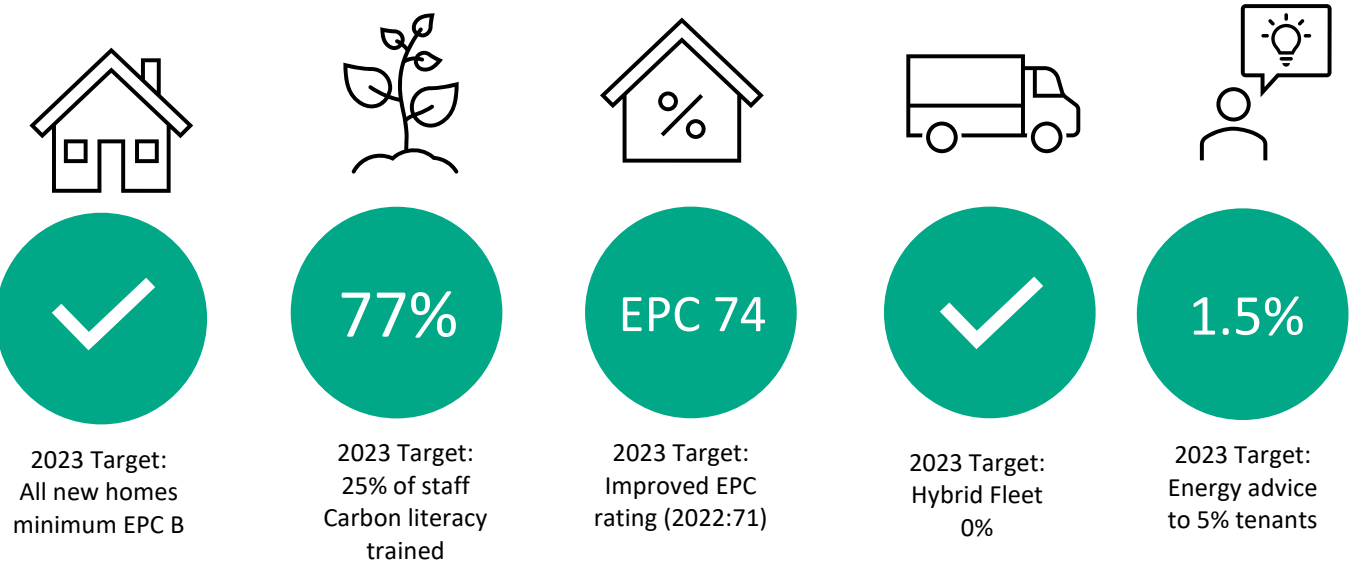 77%
EPC 74
1.5%
2023 Target:
All new homes
minimum EPC B
2023 Target:
25% of staff
Carbon literacy
trained
2023 Target:
Improved EPC
rating (2022:71)
2023 Target:
Hybrid Fleet
0%
2023 Target:
Energy advice
to 5% tenants